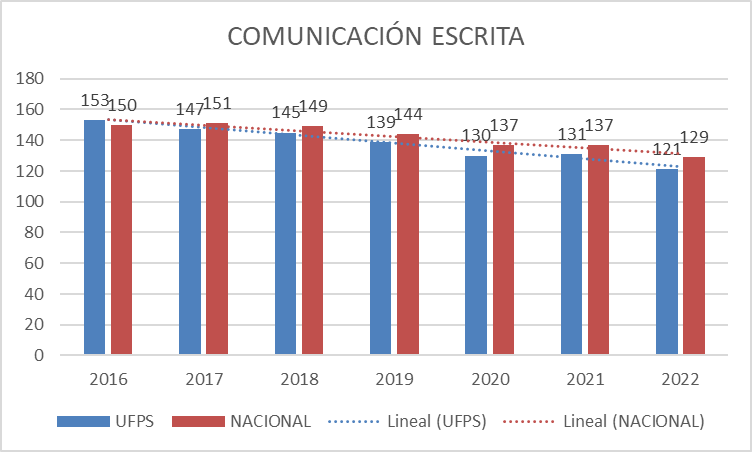 COMUNICACIÓN ESCRITA
180
160
140
120
100
80
60
40
20
0
153 150 147 151 145 149 139 144 130 137 131 137 121 129
2016 2017 2018 2019 2020 2021 2022
UFPS NACIONAL Lineal (UFPS) Lineal (NACIONAL)